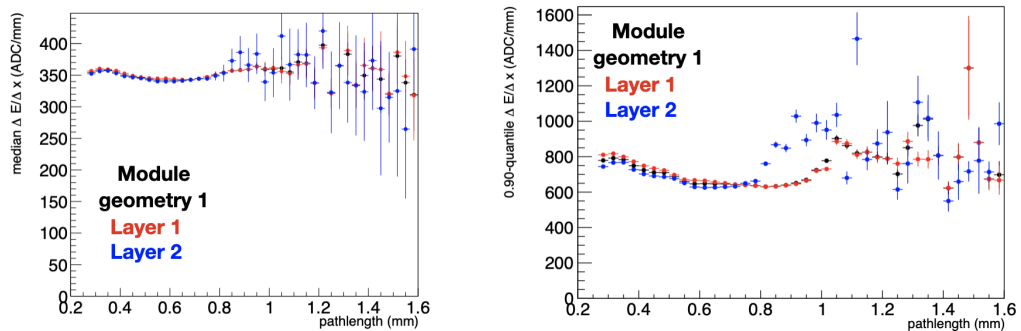 median Δ E/Δ x (ADC/mm)
400
350
300
250
200
150
100
50
0
0.2
0.4
0.6
0.8
1
1.2
1.4
1.6
pathlength (mm)
Module
geometry 1
Layer 1
Layer 2
0.90-quantile Δ E/Δ x (ADC/mm)
1600
1400
1200
1000
800
600
400
200
0
0.2
0.4
0.6
0.8
1
1.2
1.4
1.6
pathlength (mm)
Module
geometry 1
Layer 1
Layer 2